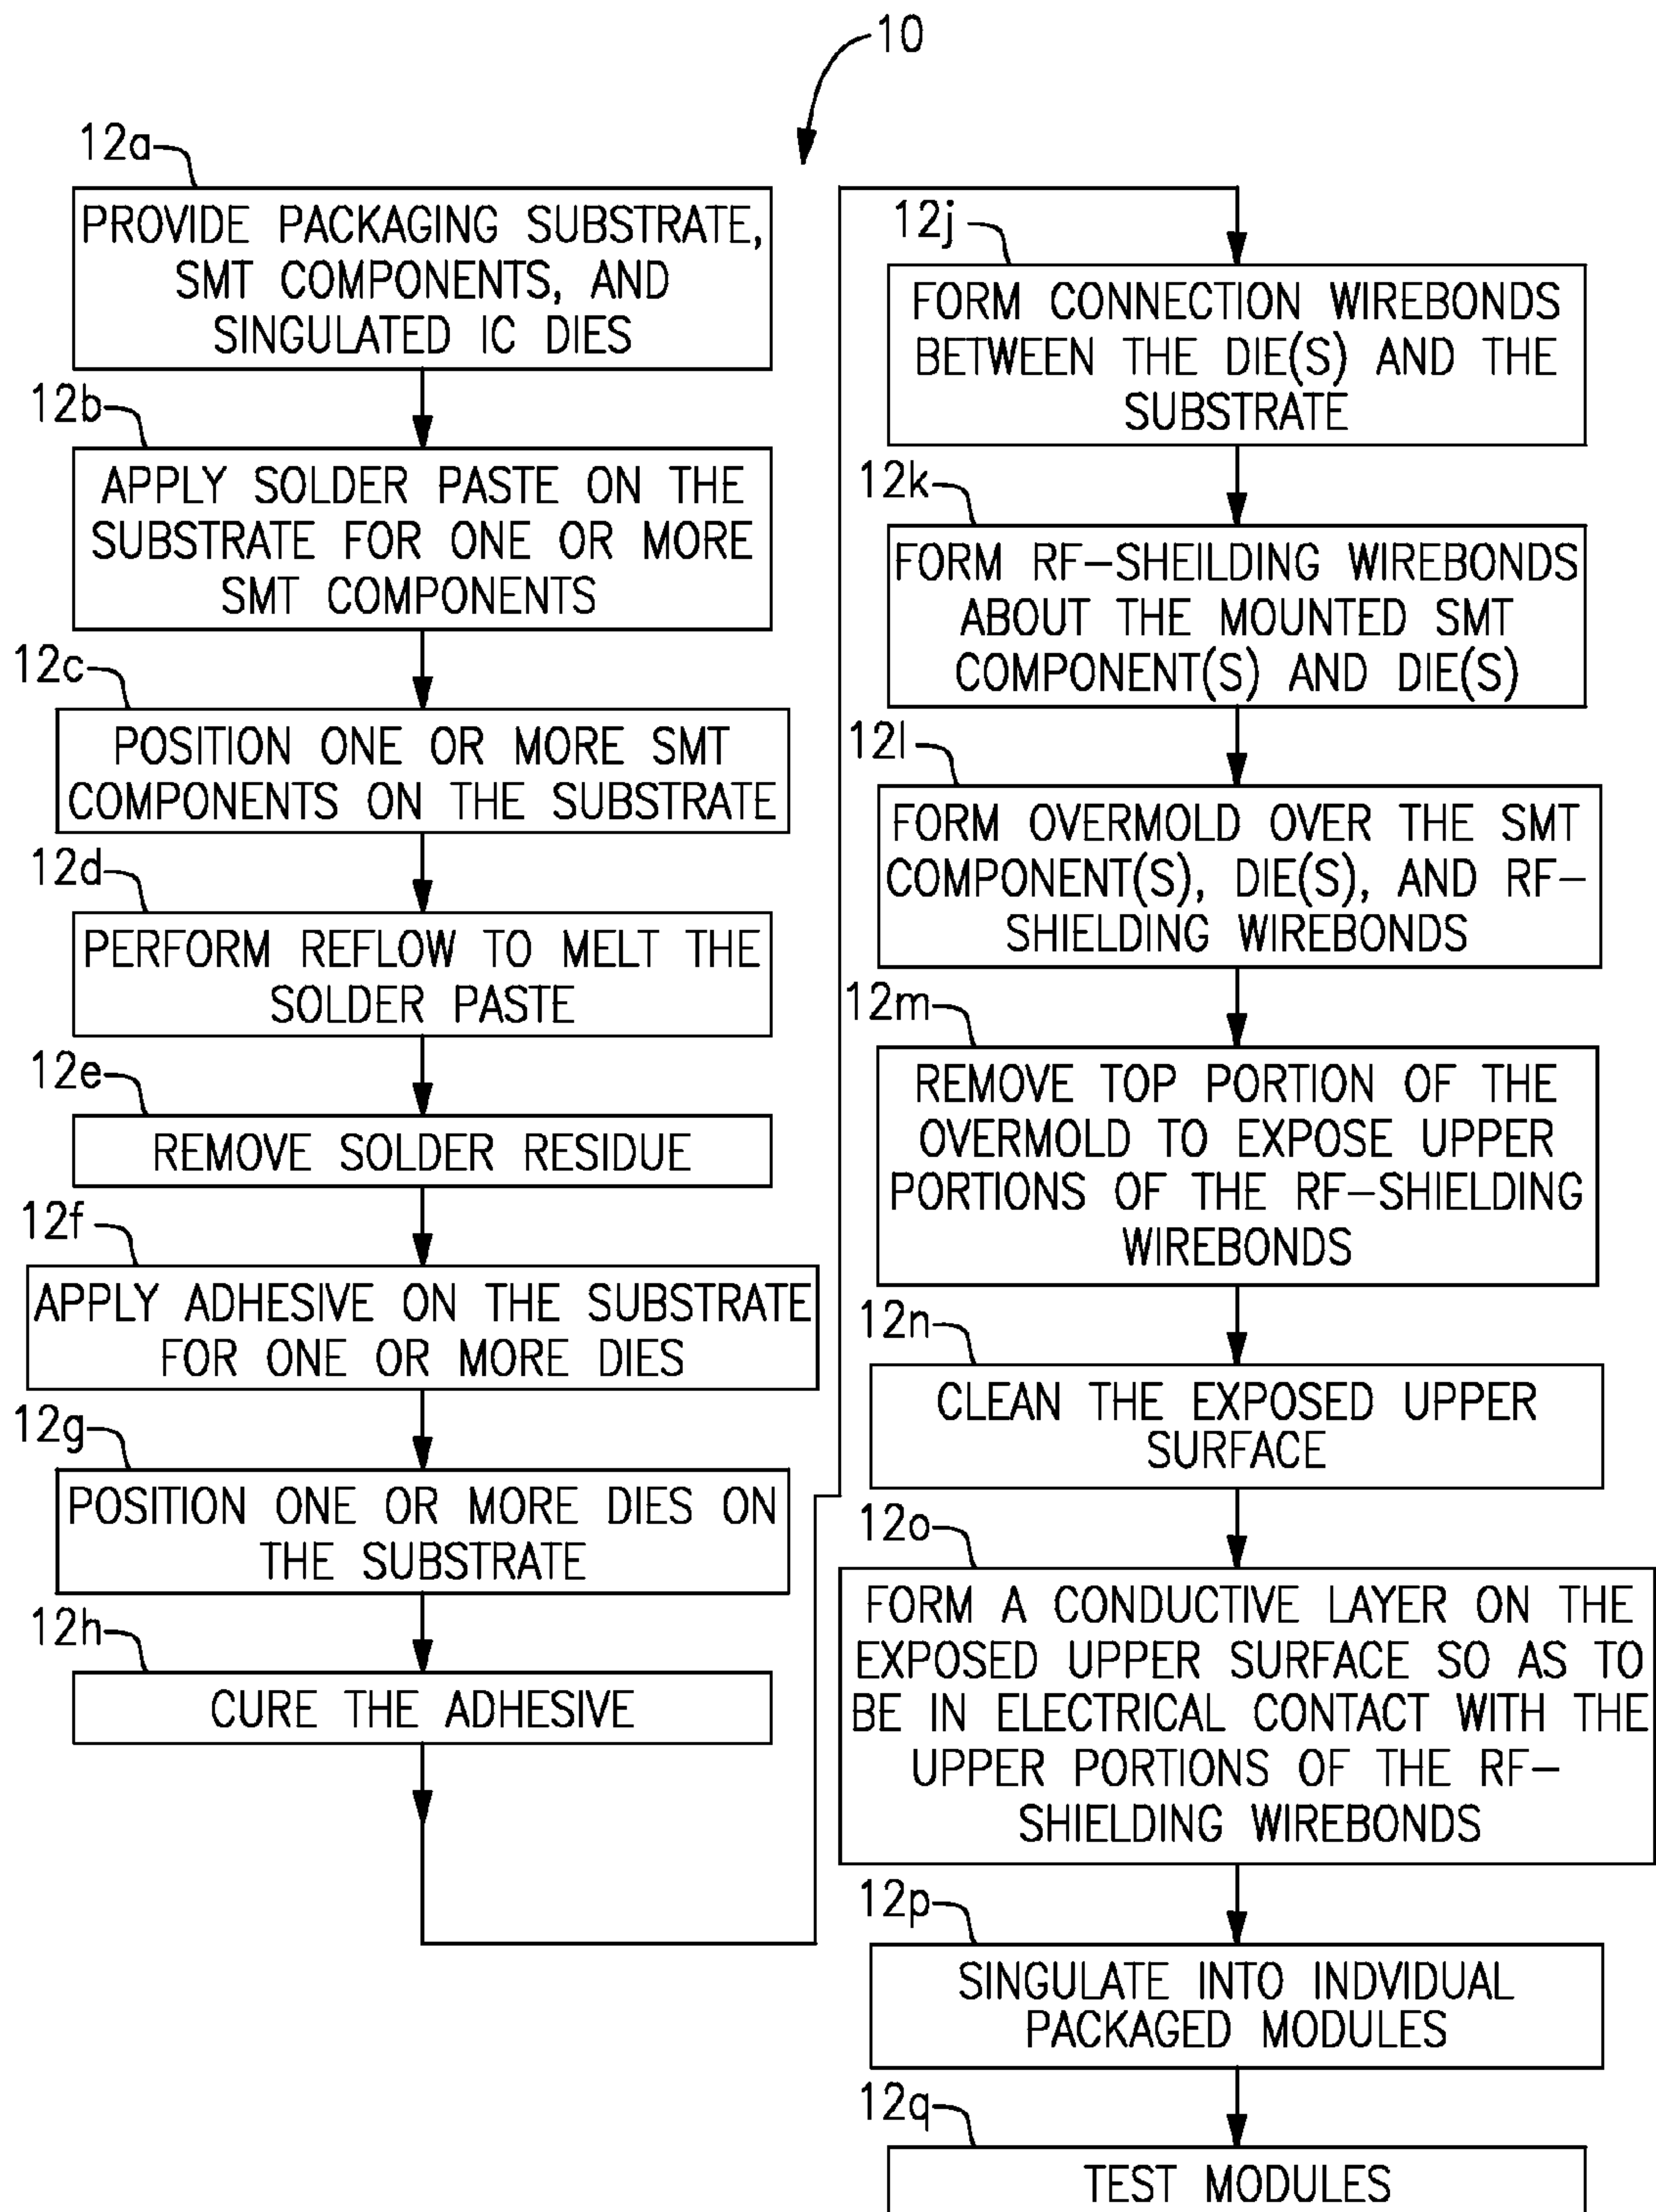 10
12a
PROVIDE PACKAGING SUBSTRATE,
SMT COMPONENTS, AND
SINGULATED IC DIES
12b
APPLY SOLDER PASTE ON THE
SUBSTRATE FOR ONE OR MORE
SMT COMPONENTS
12c
POSITION ONE OR MORE SMT
COMPONENTS ON THE SUBSTRATE
12d
PERFORM REFLOW TO MELT THE
SOLDER PASTE
12e
REMOVE SOLDER RESIDUE
12f
APPLY ADHESIVE ON THE SUBSTRATE
FOR ONE OR MORE DIES
12g
POSITION ONE OR MORE DIES ON
THE SUBSTRATE
12h
CURE THE ADHESIVE
12j
FORM CONNECTION WIREBONDS
BETWEEN THE DIE(S) AND THE
SUBSTRATE
12k
FORM RF-SHEILDING WIREBONDS
ABOUT THE MOUNTED SMT
COMPONENT(S) AND DIE(S)
12l
FORM OVERMOLD OVER THE SMT
COMPONENT(S), DIE(S), AND RF-
SHIELDING WIREBONDS
12m
REMOVE TOP PORTION OF THE
OVERMOLD TO EXPOSE UPPER
PORTIONS OF THE RF-SHIELDING
WIREBONDS
12n
CLEAN THE EXPOSED UPPER
SURFACE
12o
FORM A CONDUCTIVE LAYER ON THE
EXPOSED UPPER SURFACE SO AS TO
BE IN ELECTRICAL CONTACT WITH THE
UPPER PORTIONS OF THE RF-
SHIELDING WIREBONDS
12p
SINGULATE INTO INDVIDUAL
PACKAGED MODULES
12q
TEST MODULES